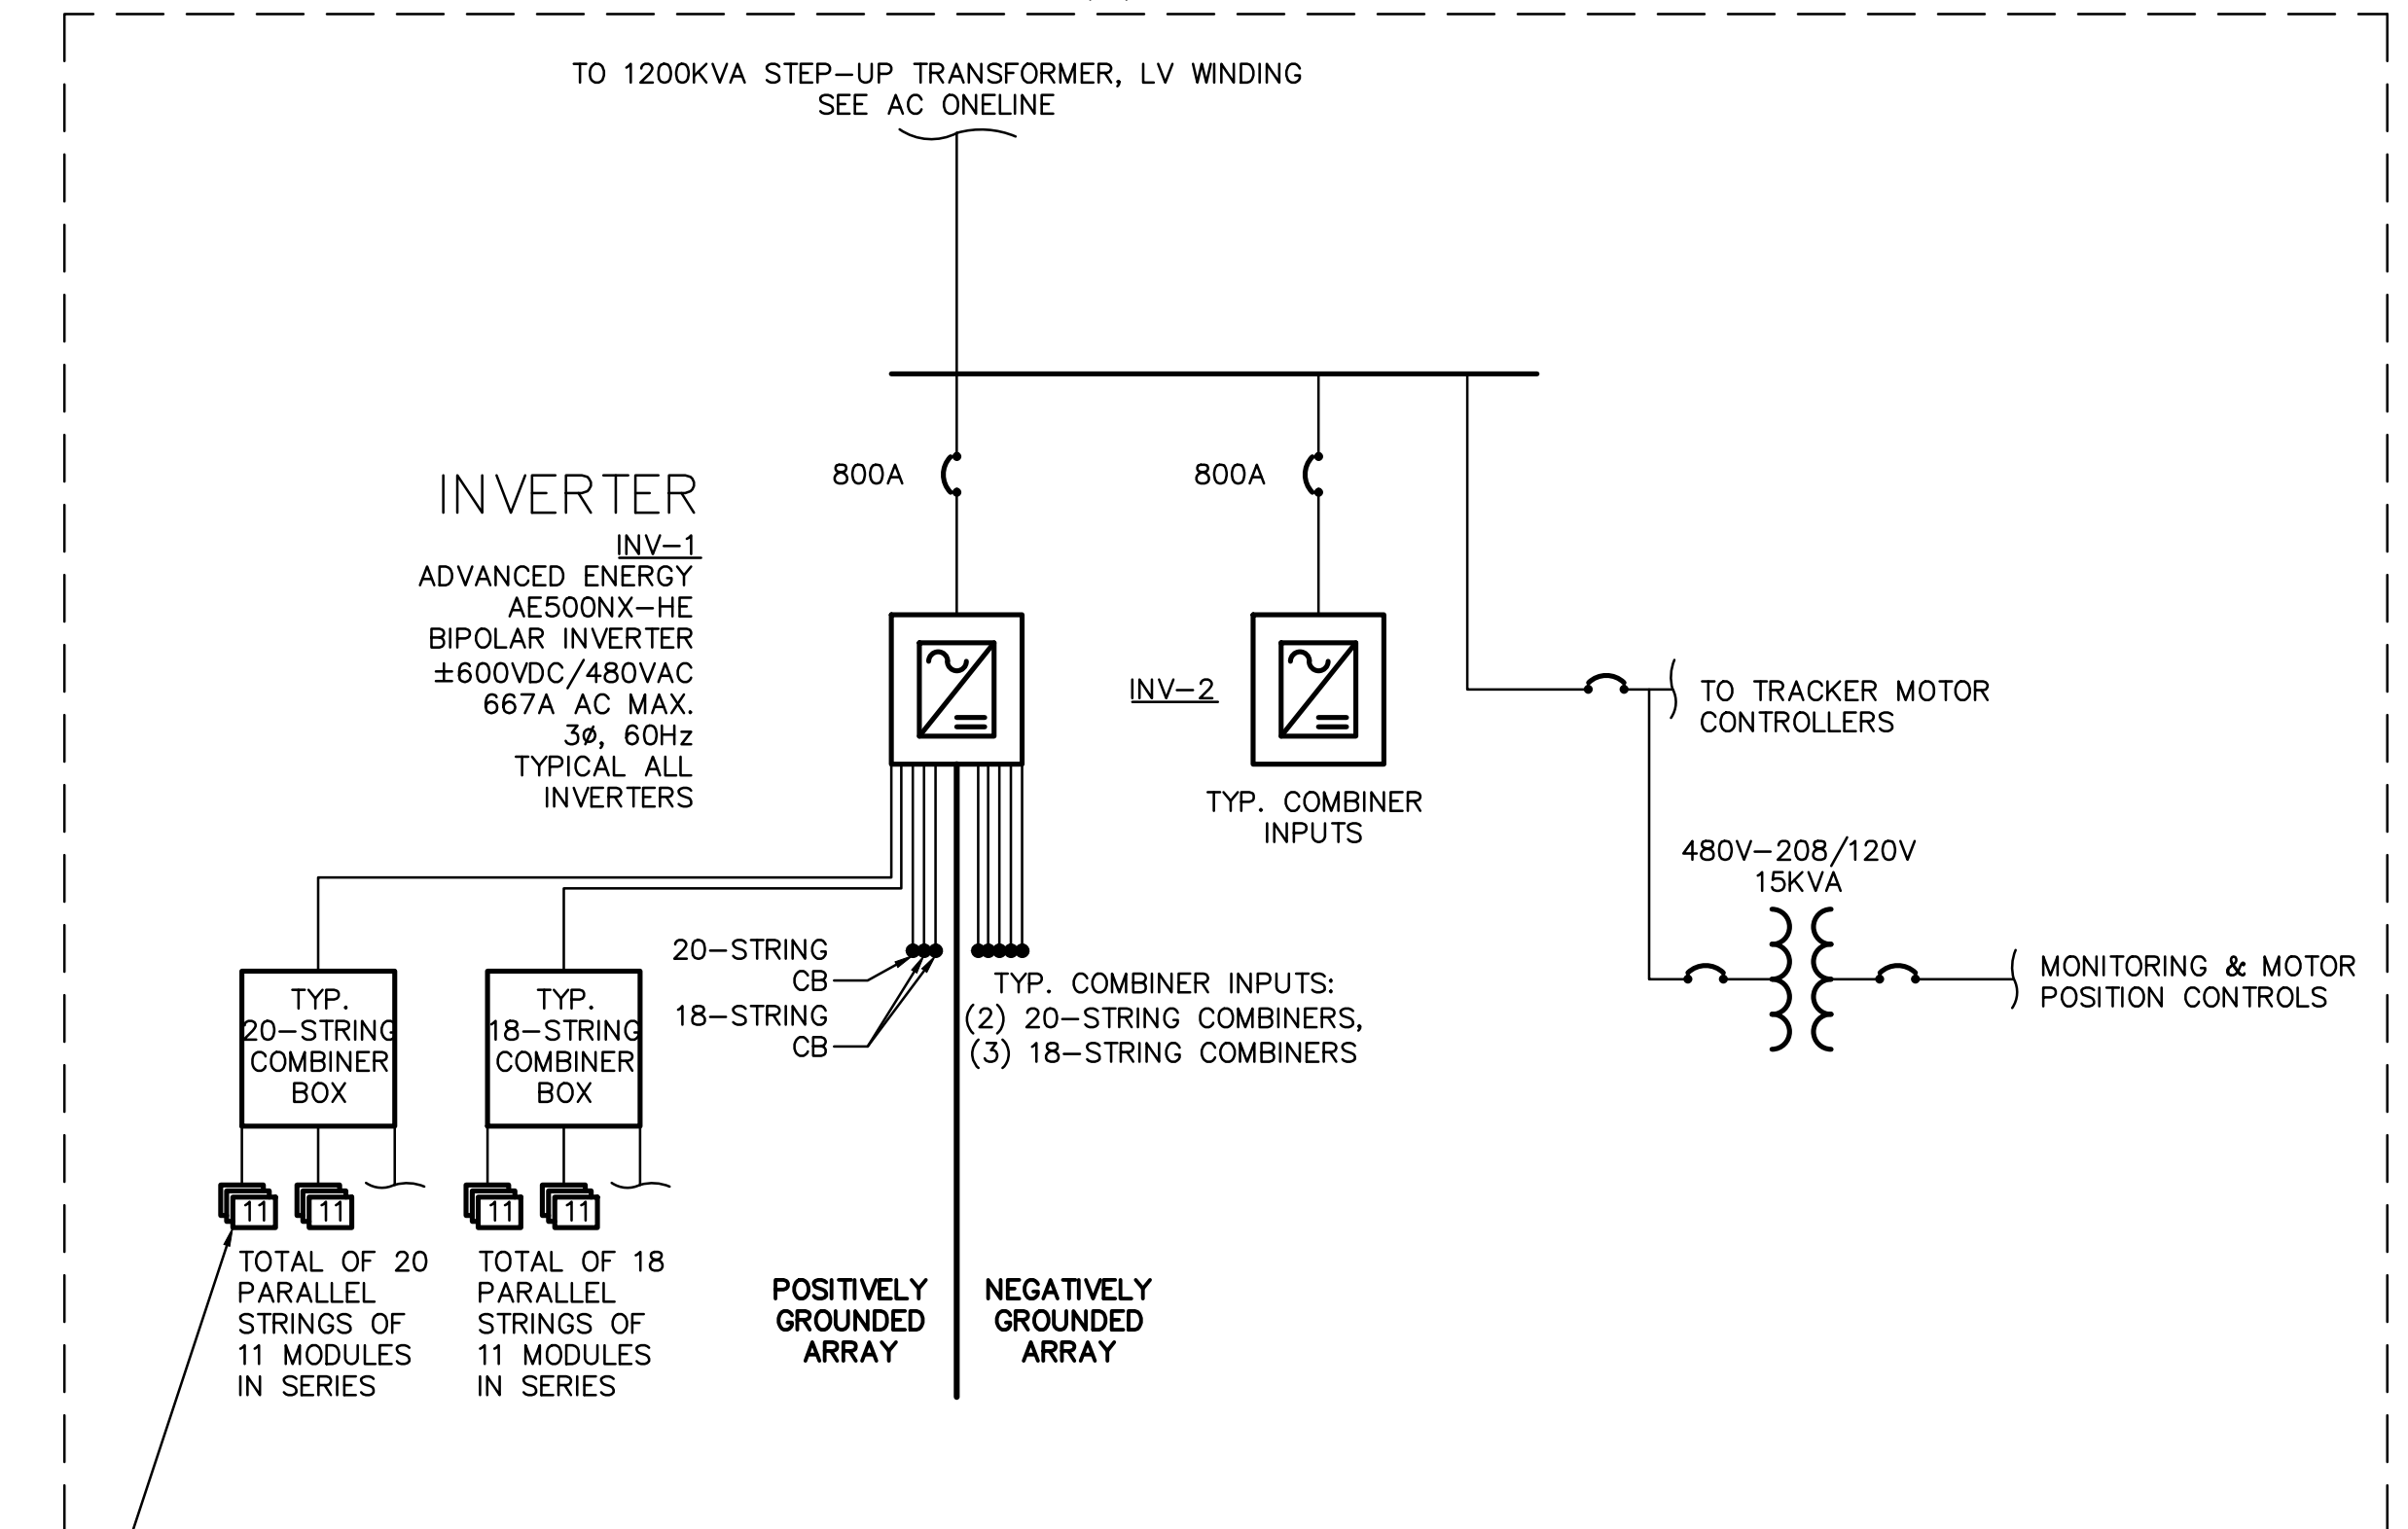 TO 1200KVA STEP-UP TRANSFORMER, LV WINDING
SEE AC ONELINE
800A
800A
INVERTER
INV-1
ADVANCED ENERGY
AE500NX-HE
BIPOLAR INVERTER
±600VDC/480VAC
667A AC MAX.
3ø, 60Hz
TYPICAL ALL
INVERTERS
INV-2
TYP. COMBINER
INPUTS
TO TRACKER MOTOR
CONTROLLERS
480V-208/120V
15KVA
MONITORING & MOTOR
POSITION CONTROLS
20-STRING
CB
18-STRING
CB
TYP. COMBINER INPUTS:
(2) 20-STRING COMBINERS,
(3) 18-STRING COMBINERS
TYP.
20-STRING
COMBINER
BOX
TYP.
18-STRING
COMBINER
BOX
11
11
11
11
TOTAL OF 20
PARALLEL
STRINGS OF
11 MODULES
IN SERIES
TOTAL OF 18
PARALLEL
STRINGS OF
11 MODULES
IN SERIES
POSITIVELY
GROUNDED
ARRAY
NEGATIVELY
GROUNDED
ARRAY